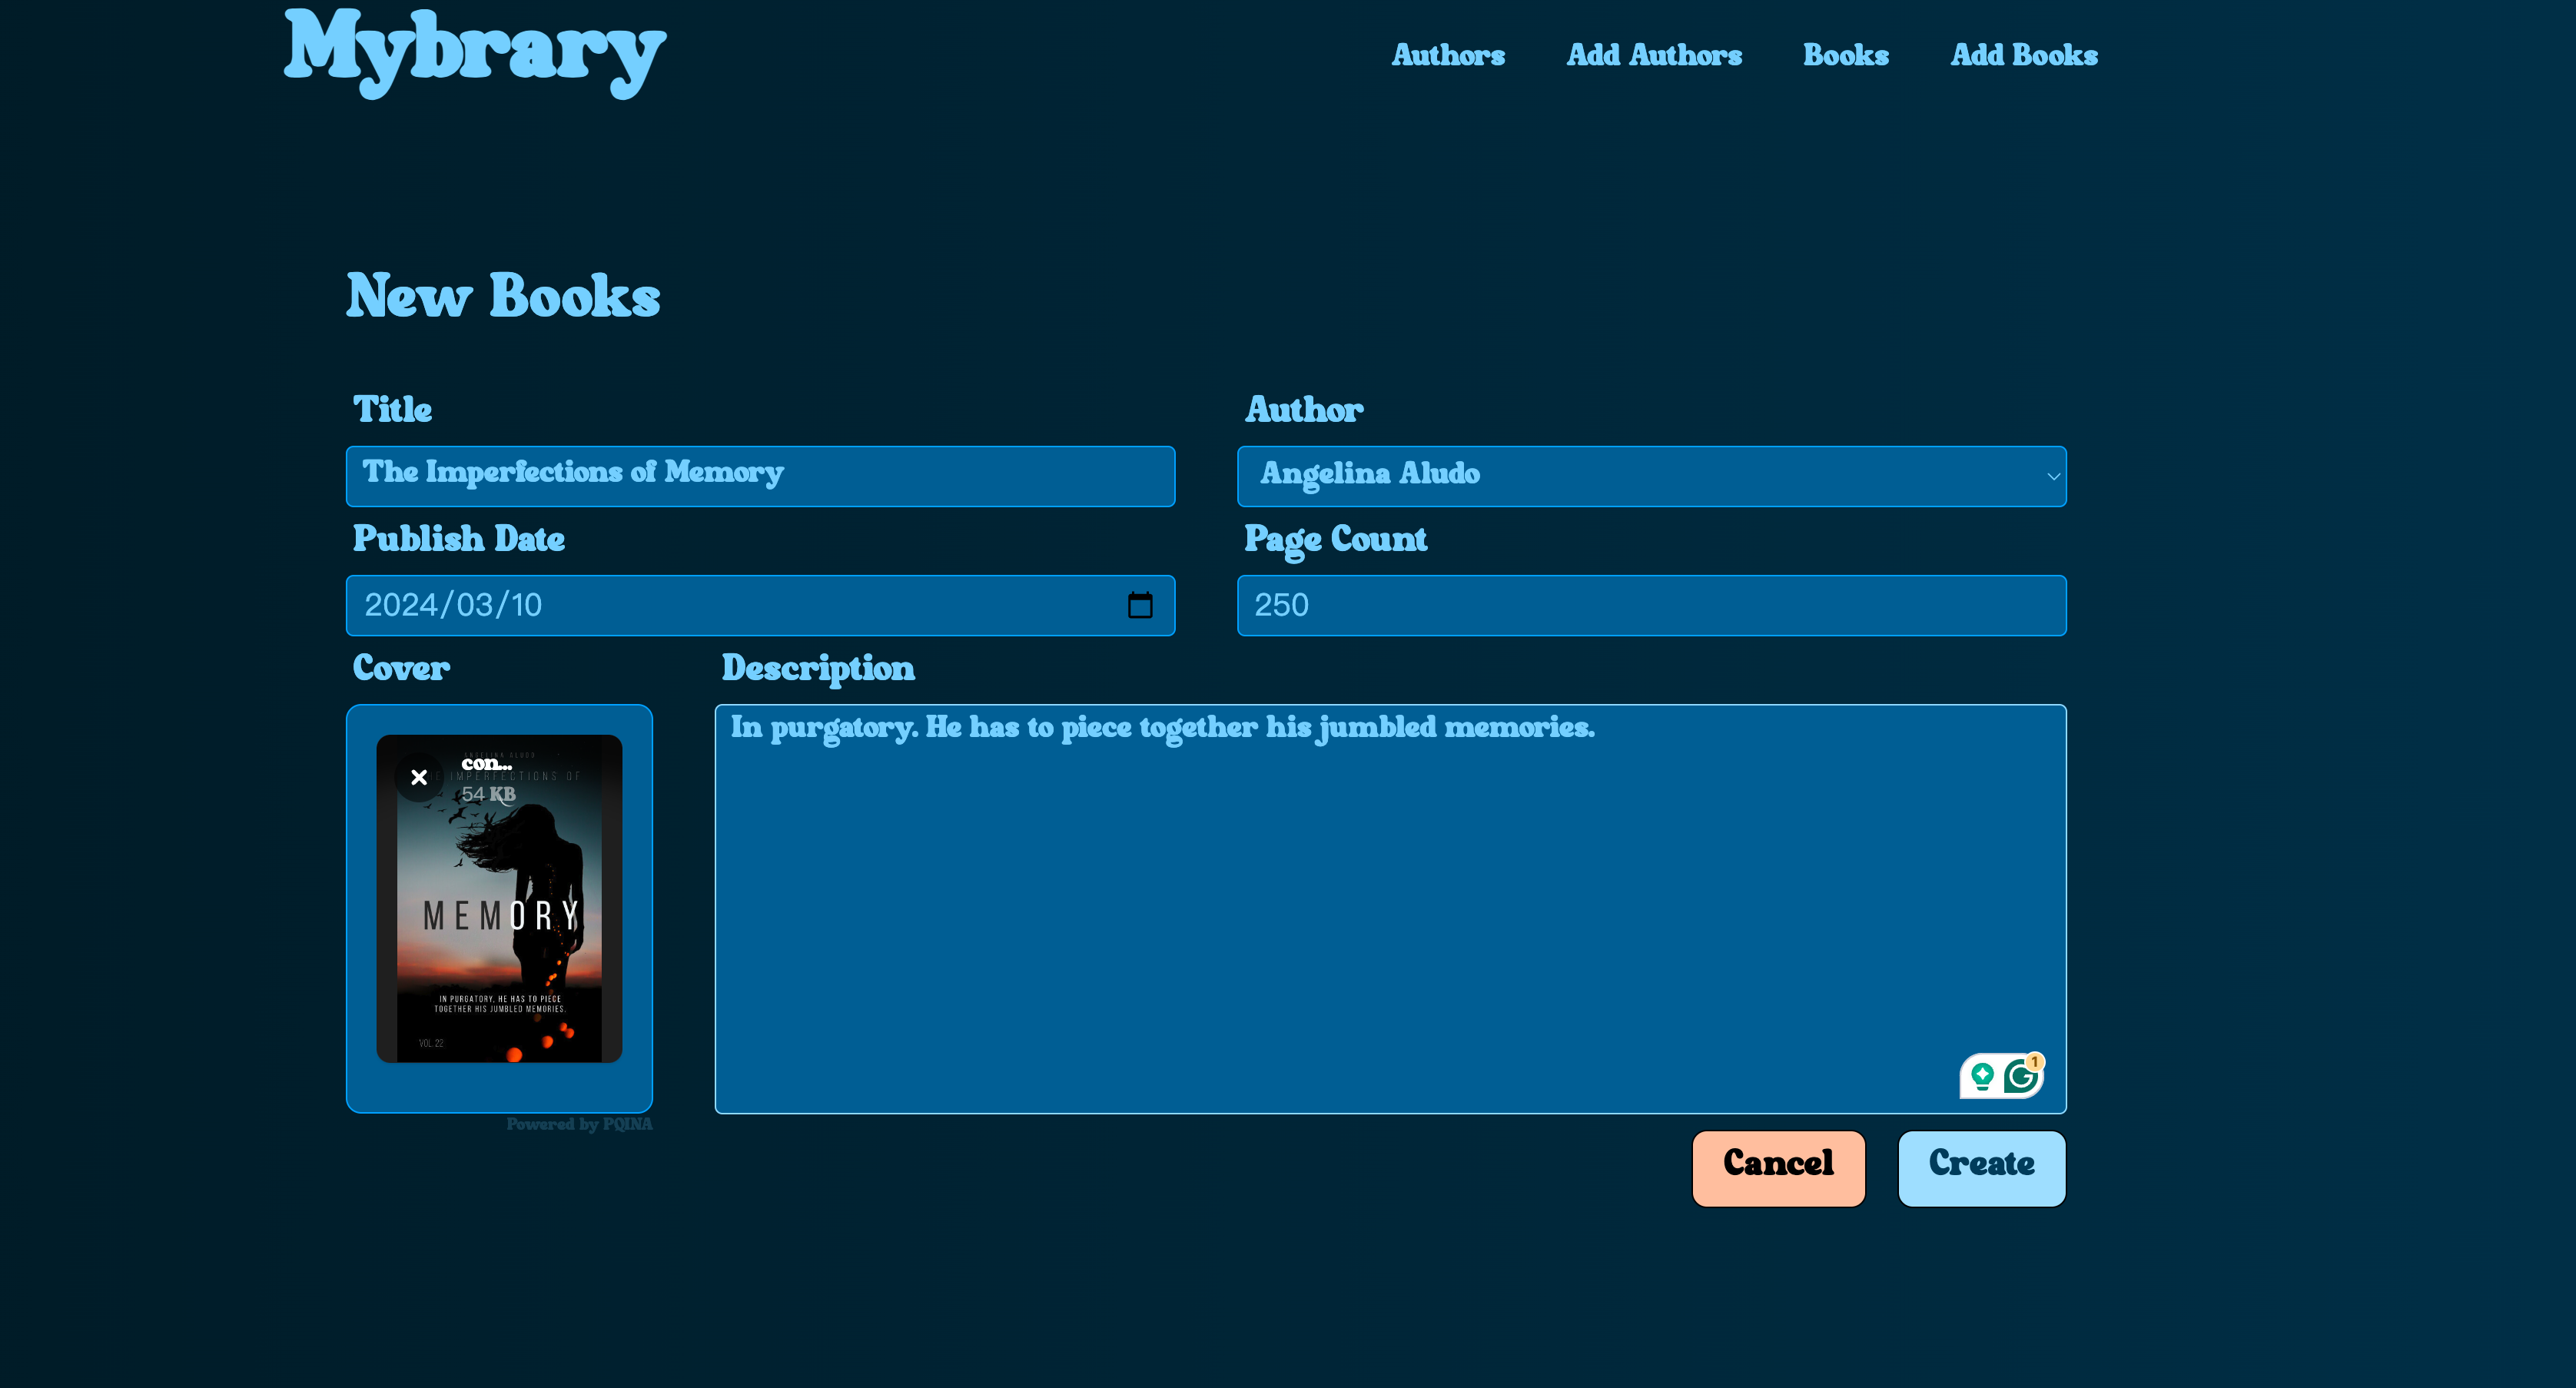 Mybrary
Authors Add Authors Books Add Books
New Books
Title Author
The Imperfections of Memory Angelina Aludo
Publish Date Page Count
2024/03/10 250
Cover Description
In purgatory. He has to piece together his jumbled memories.
ANGELINA ALUDO
con...
IMPERFECTIONS OF
54 KB
MEMORY
IN PURGATORY, HE HAS TO PIECE
TOGETHER HIS JUMBLED MEMORIES.
VOL 22
1
Powered by PQINA
Cancel Create